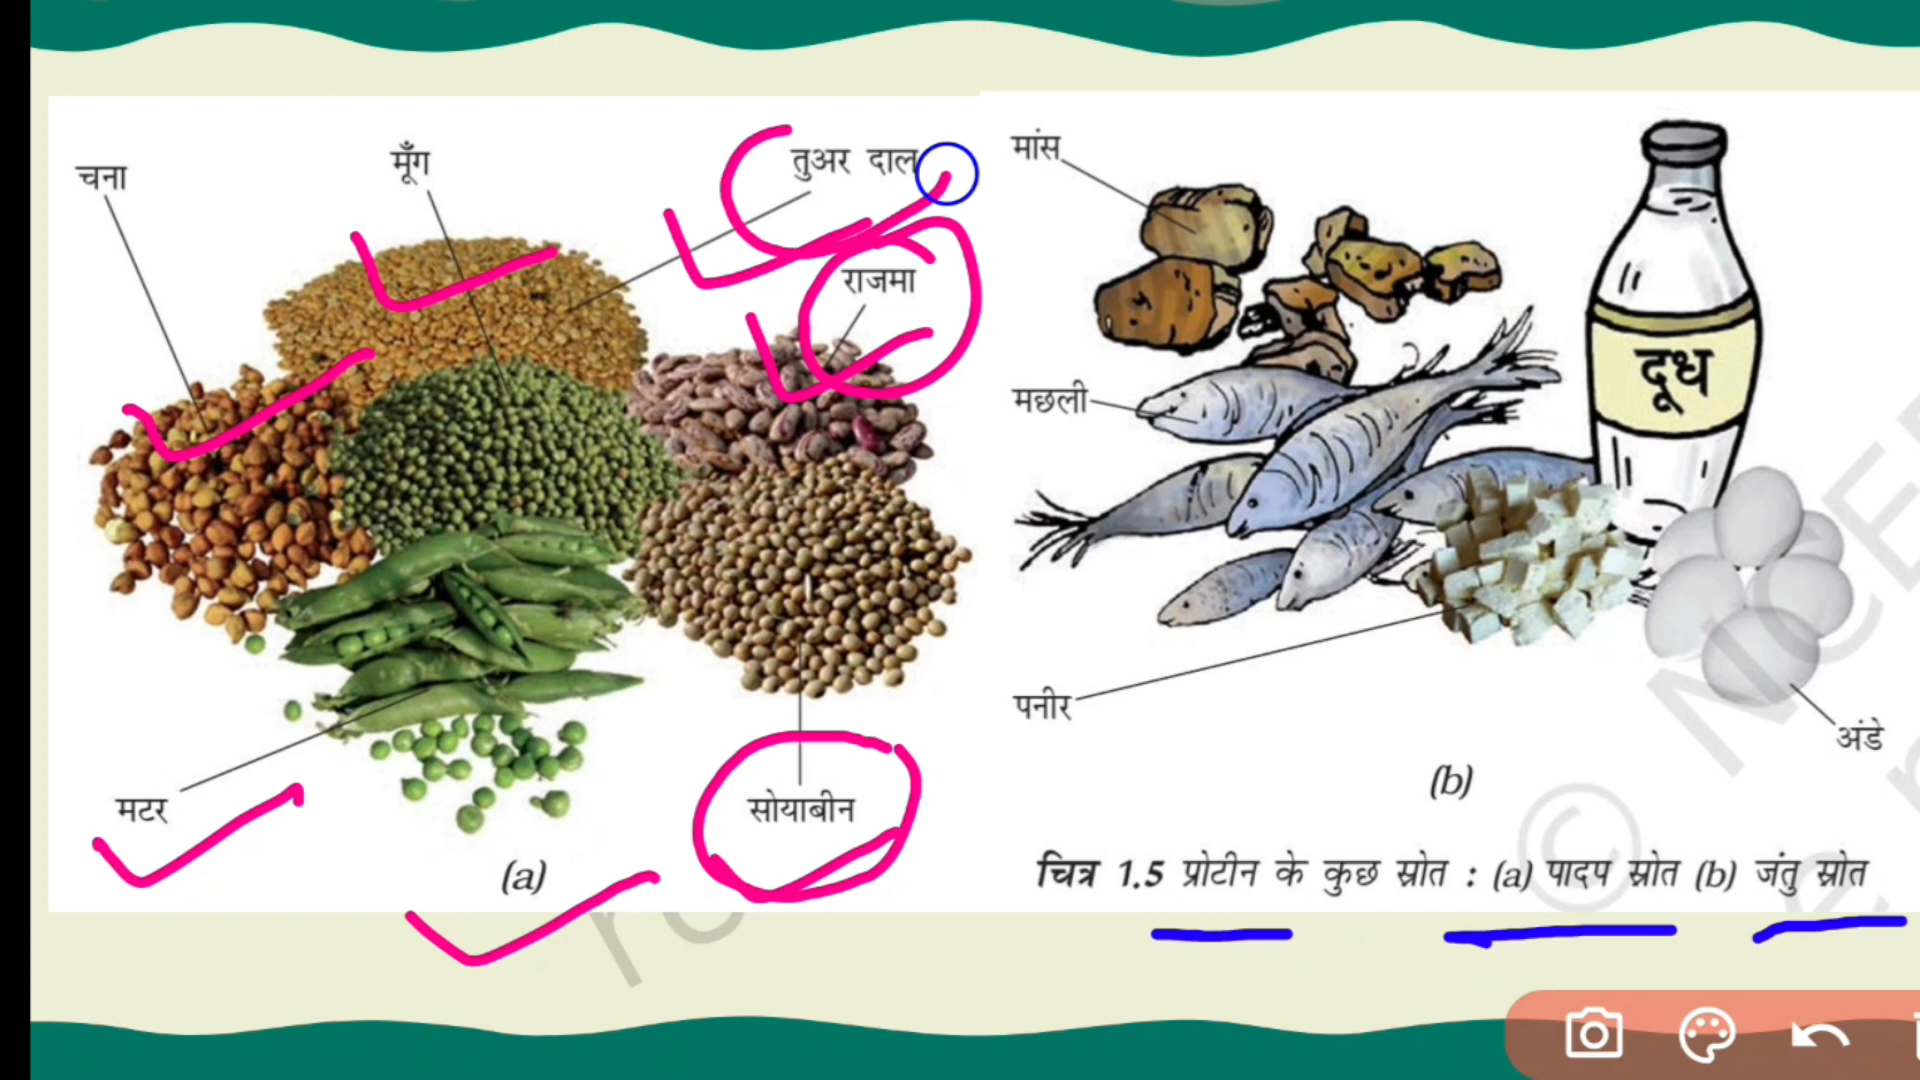 चना
मूँग
तुअर दाल
राजमा
मटर
सोयाबीन
(a)
मांस
मछली
दूध
पनीर
अंडे
(b)
चित्र 1.5 प्रोटीन के कुछ स्रोत : (a) पादप स्रोत (b) जंतु स्रोत